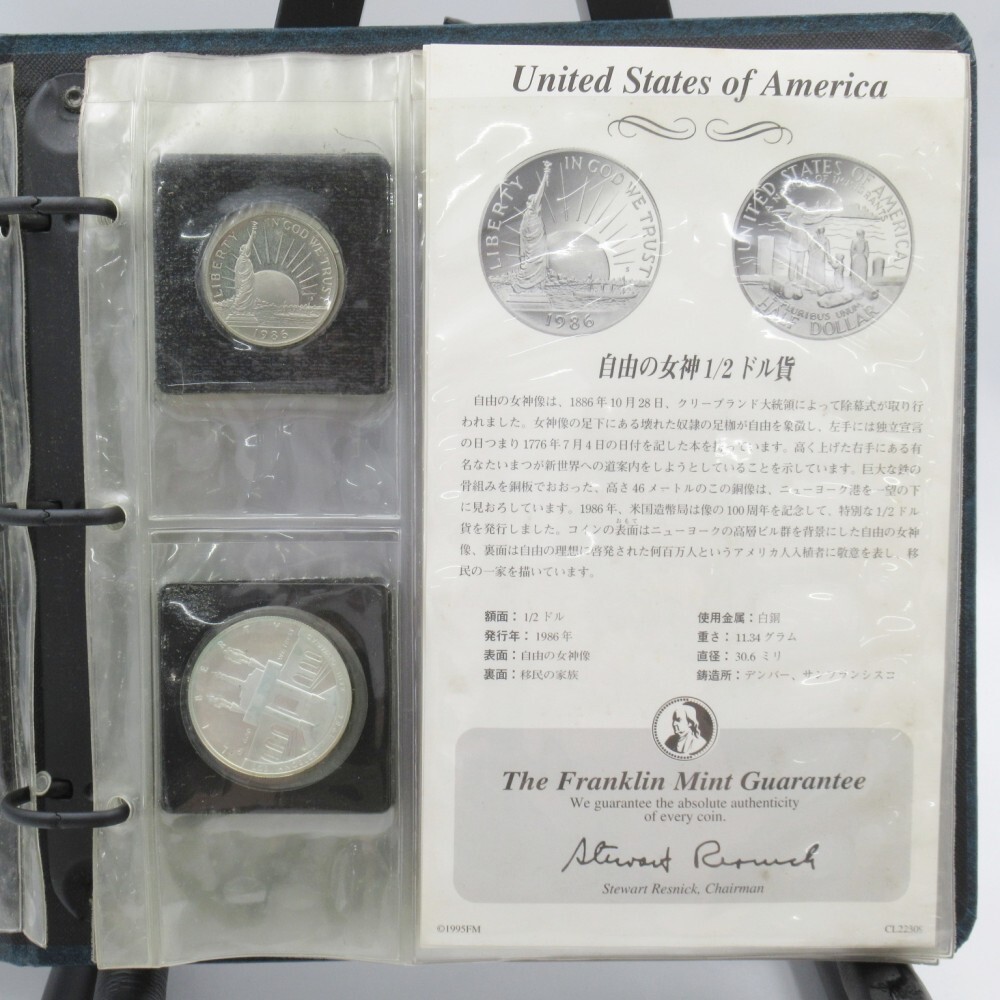 United States of America
LIBERTY
IN GOD WE TRUST
1986
LIBERTY
IN GOD WE TRUST
1986
UNITED STATES OF AMERICA
PLURIBUS UNUM
HALF DOLLAR
自由の女神1/2ドル貨
自由の女神像は、1886年10月28日、クリーブランド大統領によって除幕式が取り行
われました。女神像の足下にある壊れた奴隷の足枷が自由を象徴し、左手には独立宣言
の日つまり1776年7月4日の日付を記した本を持っています。高く上げた右手にある有
名なたいまつが新世界への道案内をしようとしていることを示しています。巨大な鉄の
骨組みを銅板でおおった、高さ46メートルのこの銅像は、ニューヨーク港を一望の下
に見おろしています。1986年、米国造幣局は像の100周年を記念して、特別な1/2ドル
貨を発行しました。コインの表面はニューヨークの高層ビル群を背景にした自由の女神
像、裏面は自由の理想に啓発された何百万人というアメリカ人入植者に敬意を表し、移
民の一家を描いています。
額面：1/2ドル
発行年：1986年
表面：自由の女神像
裏面：移民の家族
使用金属：白銅
重さ：11.34グラム
直径：30.6ミリ
鋳造所：デンバー、サンフランシスコ
The Franklin Mint Guarantee
We guarantee the absolute authenticity
of every coin.
Stewart Resnick
Stewart Resnick, Chairman
©1995FM